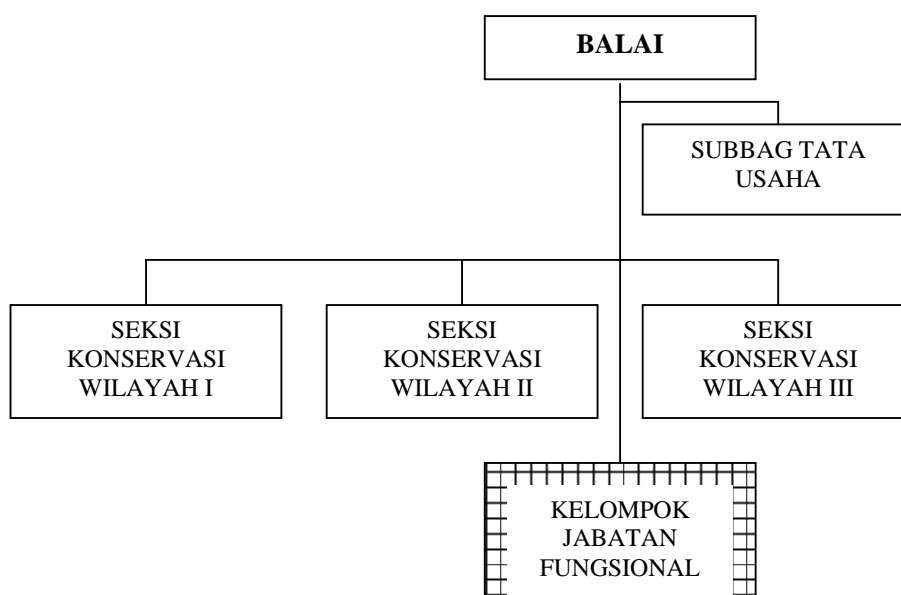 BALAI
SUBBAG TATA
USAHA
SEKSI
KONSERVASI
WILAYAH I
SEKSI
KONSERVASI
WILAYAH II
SEKSI
KONSERVASI
WILAYAH III
KELOMPOK
JABATAN
FUNGSIONAL